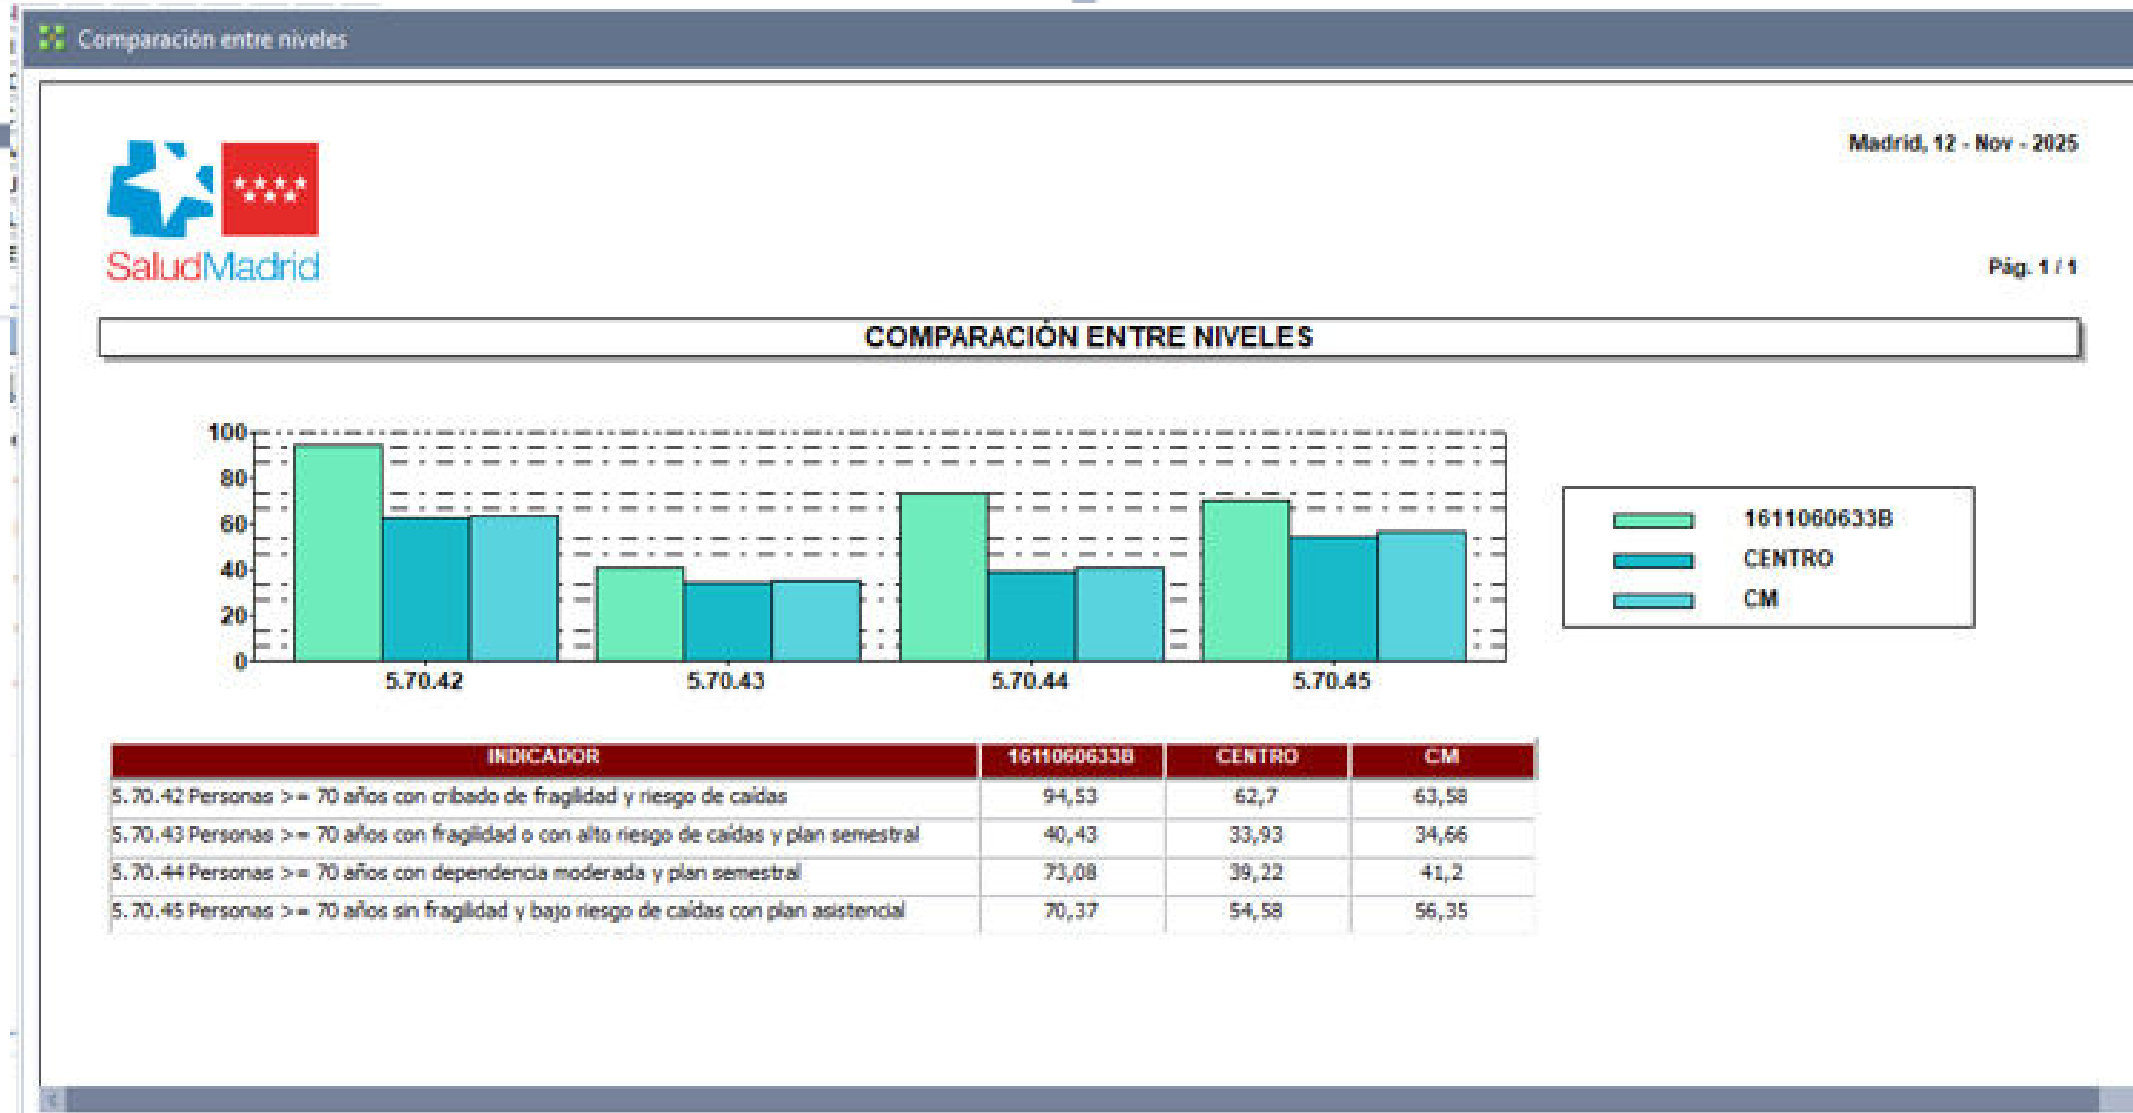 Comparación entre niveles
Madrid, 12 - Nov - 2025
SaludMadrid
Pág. 1 / 1
COMPARACIÓN ENTRE NIVELES
100
80
60
40
20
0
5.70.42 5.70.43 5.70.44 5.70.45
1611060633B
CENTRO
CM
INDICADOR 1611060633B CENTRO CM
5.70.42 Personas >= 70 años con cribado de fragilidad y riesgo de caídas 94,53 62,7 63,58
5.70.43 Personas >= 70 años con fragilidad o con alto riesgo de caídas y plan semestral 40,43 33,93 34,66
5.70.44 Personas >= 70 años con dependencia moderada y plan semestral 73,08 39,22 41,2
5.70.45 Personas >= 70 años sin fragilidad y bajo riesgo de caídas con plan asistencial 70,37 54,58 56,35